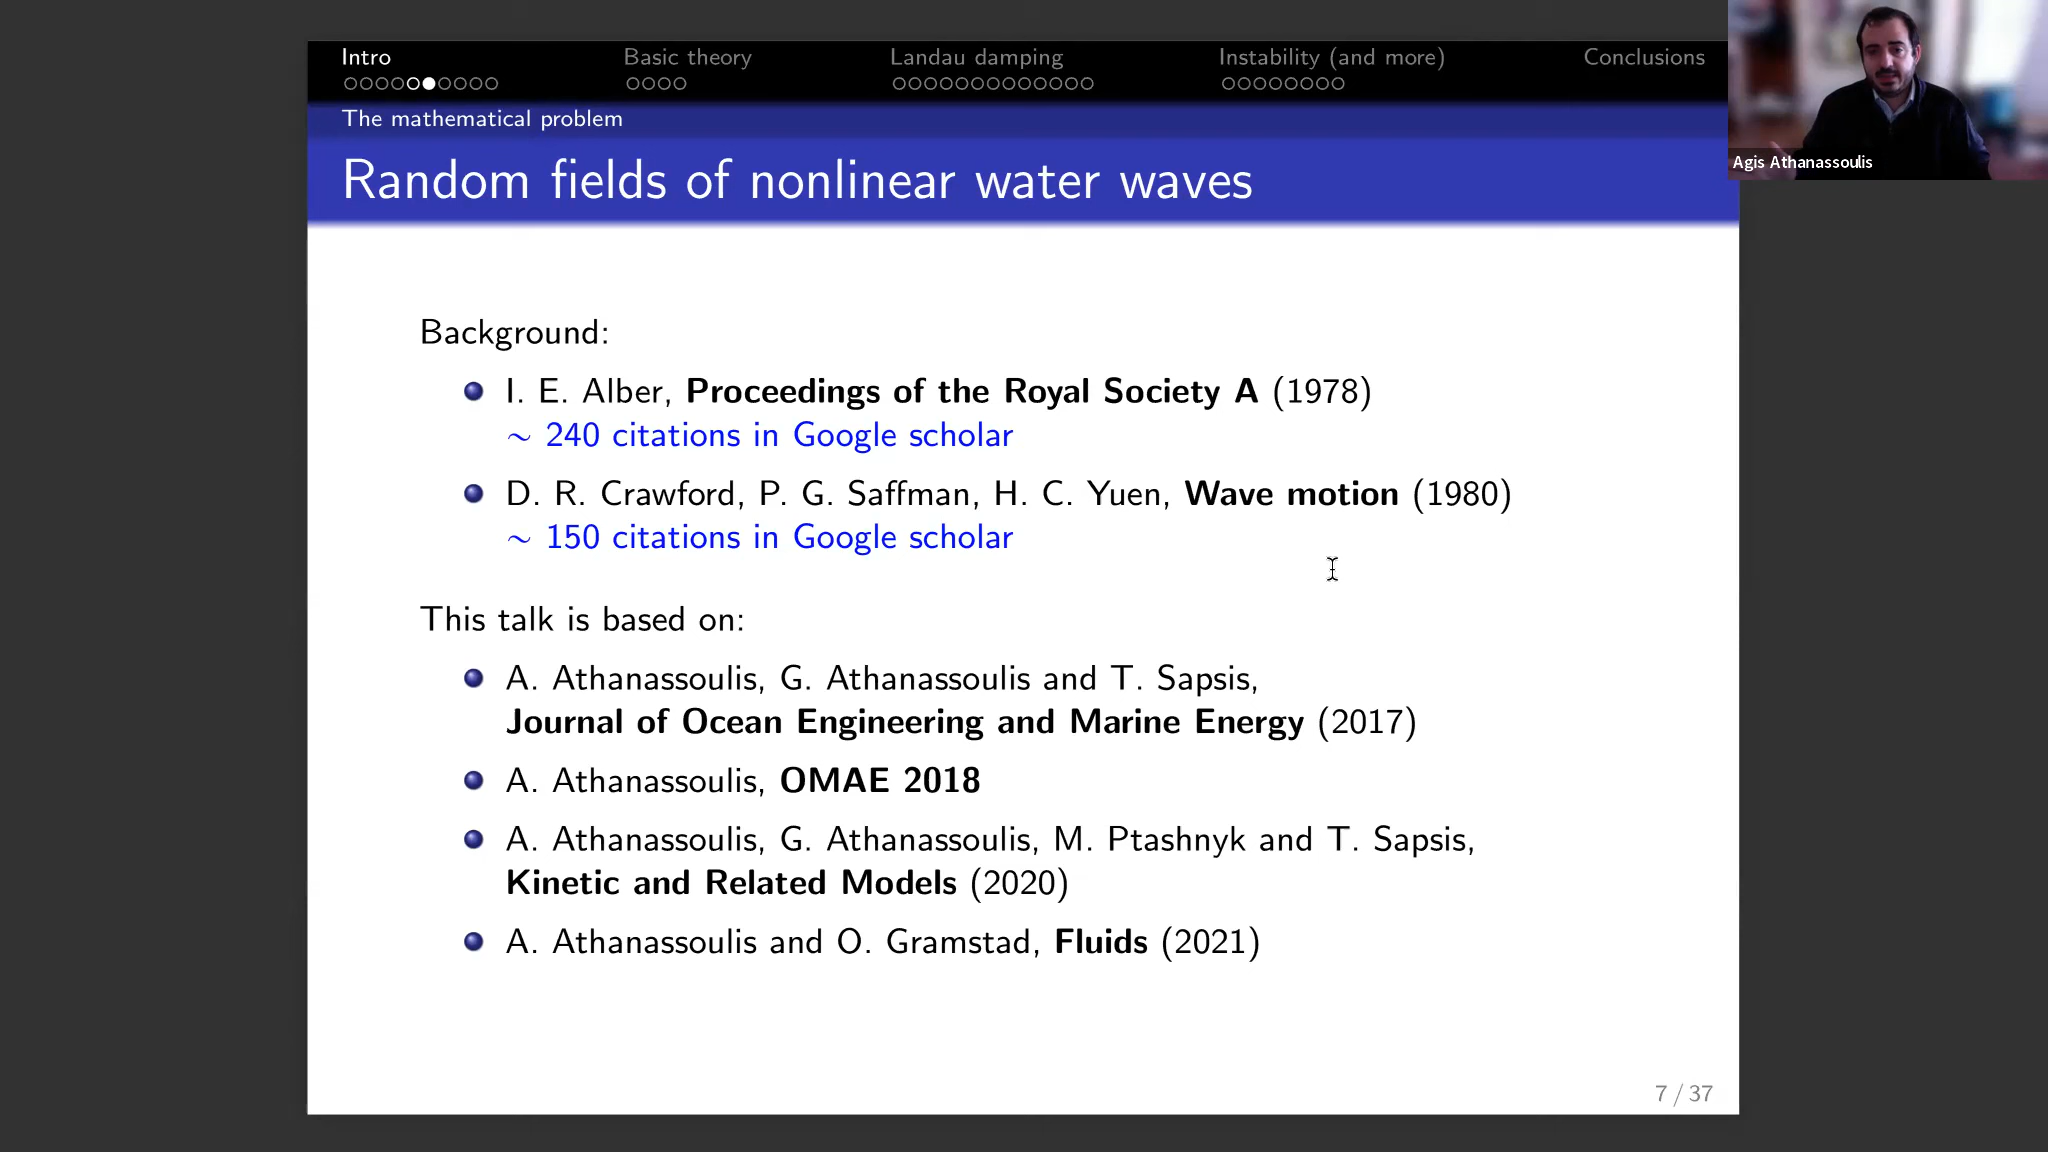 Intro
Basic theory
Landau damping
Instability (and more)
Conclusions
The mathematical problem
Random fields of nonlinear water waves
Agis Athanassoulis
Background:
I. E. Alber, Proceedings of the Royal Society A (1978)
~ 240 citations in Google scholar
D. R. Crawford, P. G. Saffman, H. C. Yuen, Wave motion (1980)
~ 150 citations in Google scholar
This talk is based on:
A. Athanassoulis, G. Athanassoulis and T. Sapsis,
Journal of Ocean Engineering and Marine Energy (2017)
A. Athanassoulis, OMAE 2018
A. Athanassoulis, G. Athanassoulis, M. Ptashnyk and T. Sapsis,
Kinetic and Related Models (2020)
A. Athanassoulis and O. Gramstad, Fluids (2021)
7 / 37